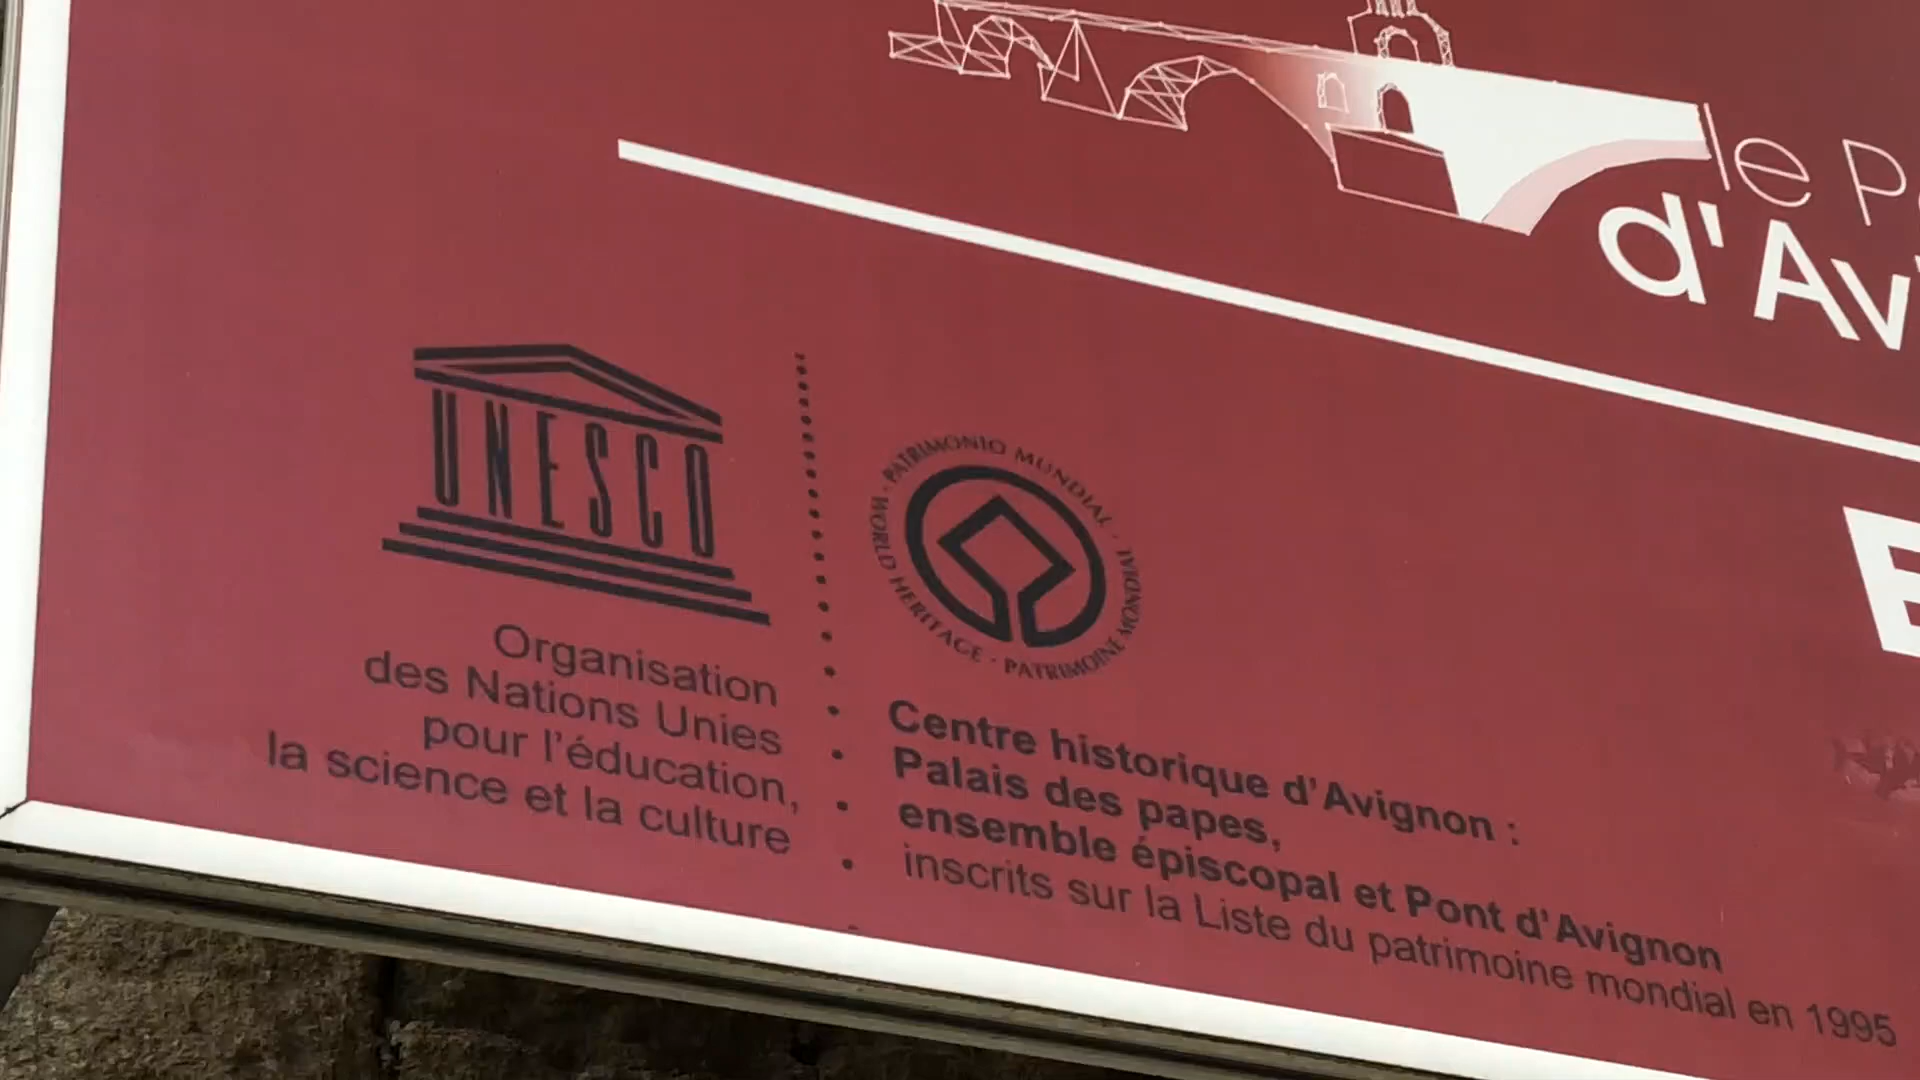 le
d'Av
UNESCO
Organisation
des Nations Unies
pour l'éducation,
la science et la culture
PATRIMONIO MUNDIAL · WORLD HERITAGE · PATRIMOINE MONDIAL ·
Centre historique d'Avignon :
Palais des papes,
ensemble épiscopal et Pont d'Avignon
inscrits sur la Liste du patrimoine mondial en 1995